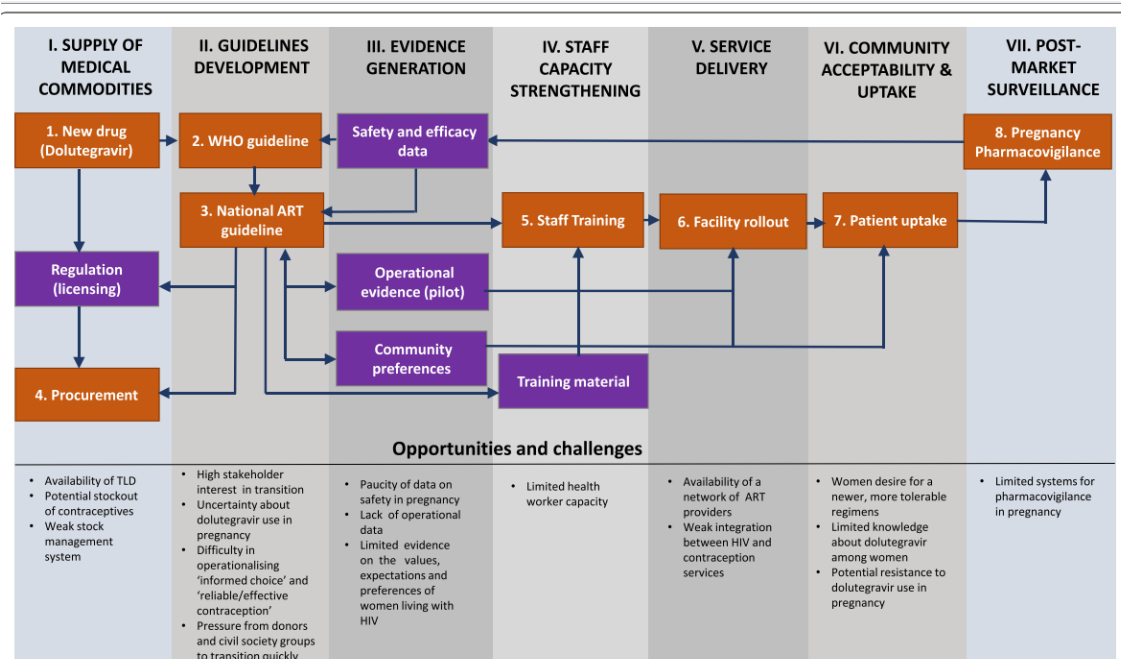 I. SUPPLY OF
MEDICAL
COMMODITIES
II. GUIDELINES
DEVELOPMENT
III. EVIDENCE
GENERATION
IV. STAFF
CAPACITY
STRENGTHENING
V. SERVICE
DELIVERY
VI. COMMUNITY
ACCEPTABILITY &
UPTAKE
VII. POST-
MARKET
SURVEILLANCE
1. New drug
(Dolutegravir)
2. WHO guideline
Safety and efficacy
data
8. Pregnancy
Pharmacovigilance
3. National ART
guideline
5. Staff Training
6. Facility rollout
7. Patient uptake
Regulation
(licensing)
Operational
evidence (pilot)
Community
preferences
Training material
4. Procurement
Opportunities and challenges
• Availability of TLD
• Potential stockout
of contraceptives
• Weak stock
management
system
• High stakeholder
interest in transition
• Uncertainty about
dolutegravir use in
pregnancy
• Difficulty in
operationalising
‘informed choice’ and
‘reliable/effective
contraception’
• Pressure from donors
and civil society groups
to transition quickly
• Paucity of data on
safety in pregnancy
• Lack of operational
data
• Limited evidence
on the values,
expectations and
preferences of
women living with
HIV
• Limited health
worker capacity
• Availability of a
network of ART
providers
• Weak integration
between HIV and
contraception
services
• Women desire for a
newer, more tolerable
regimens
• Limited knowledge
about dolutegravir
among women
• Potential resistance to
dolutegravir use in
pregnancy
• Limited systems for
pharmacovigilance
in pregnancy